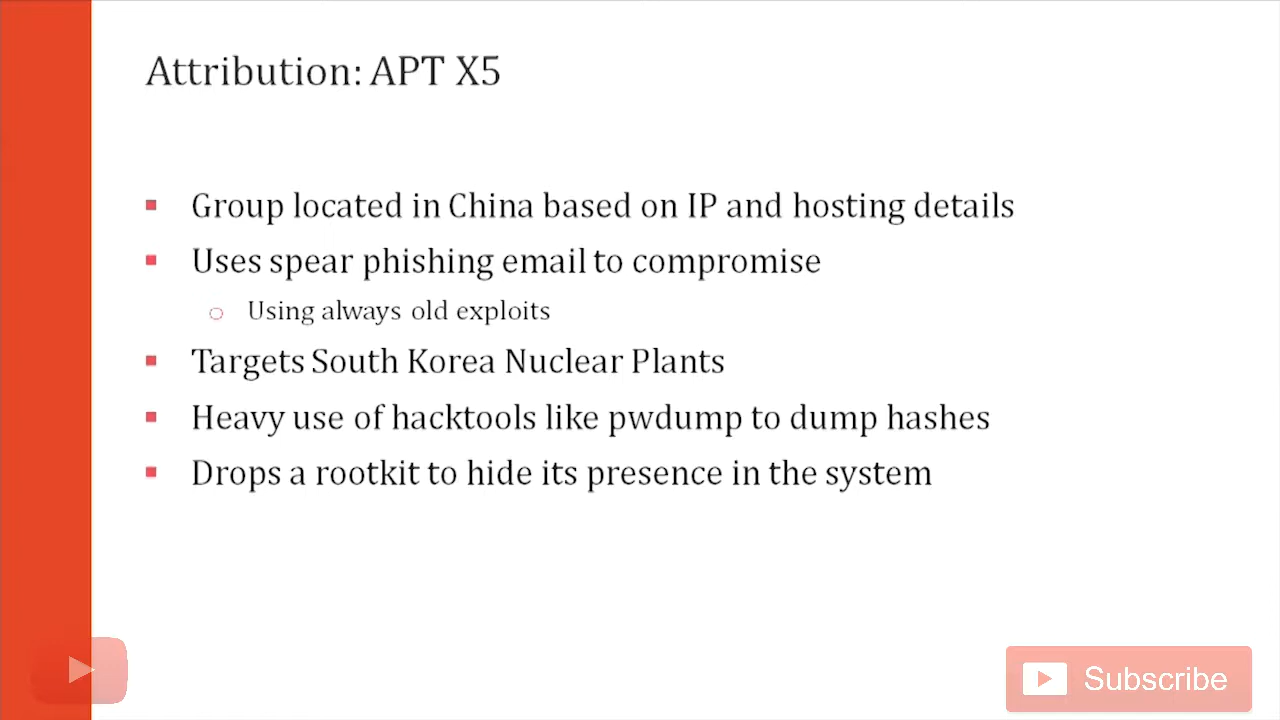 Attribution: APT X5
Group located in China based on IP and hosting details
Uses spear phishing email to compromise
Using always old exploits
Targets South Korea Nuclear Plants
Heavy use of hacktools like pwdump to dump hashes
Drops a rootkit to hide its presence in the system
Subscribe